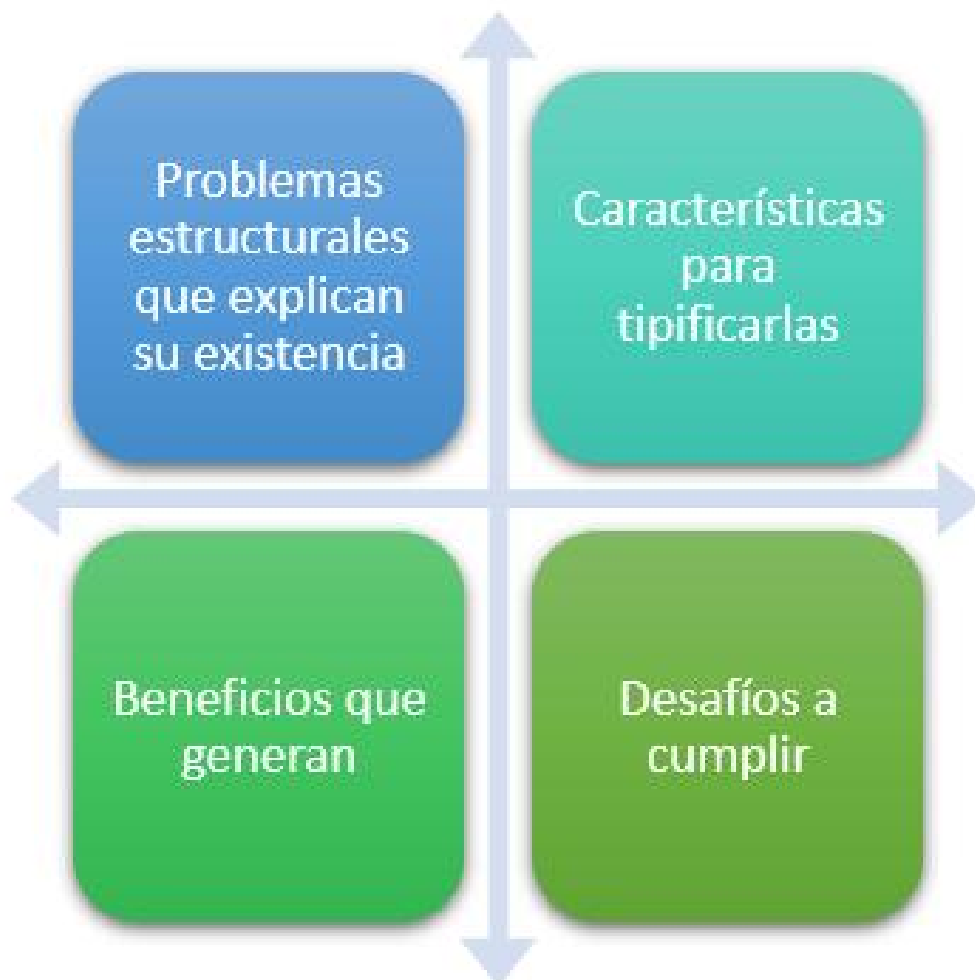 Problemas
estructurales
que explican
su existencia
Características
para
tipificarlas
Beneficios que
generan
Desafíos a
cumplir